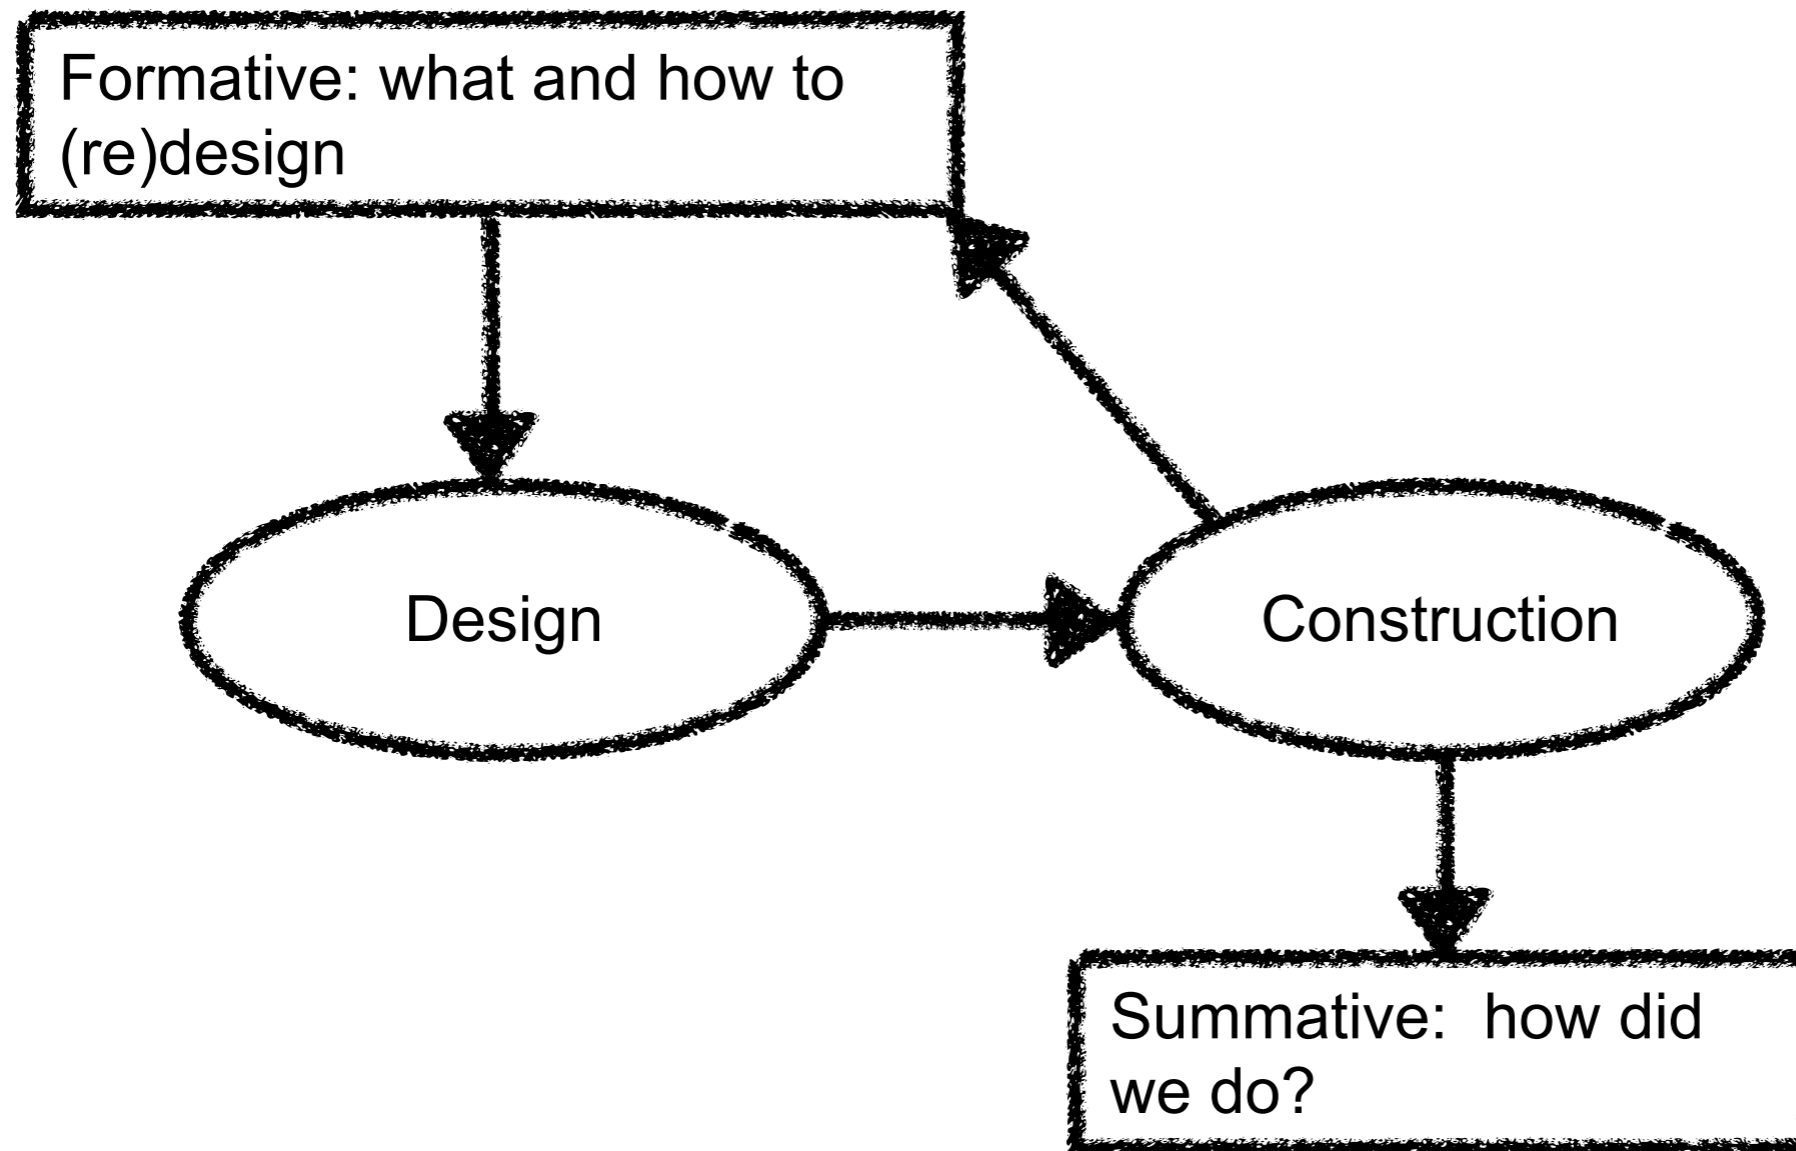 Formative: what and how to
(re)design
Design
Construction
Summative:  how did
we do?